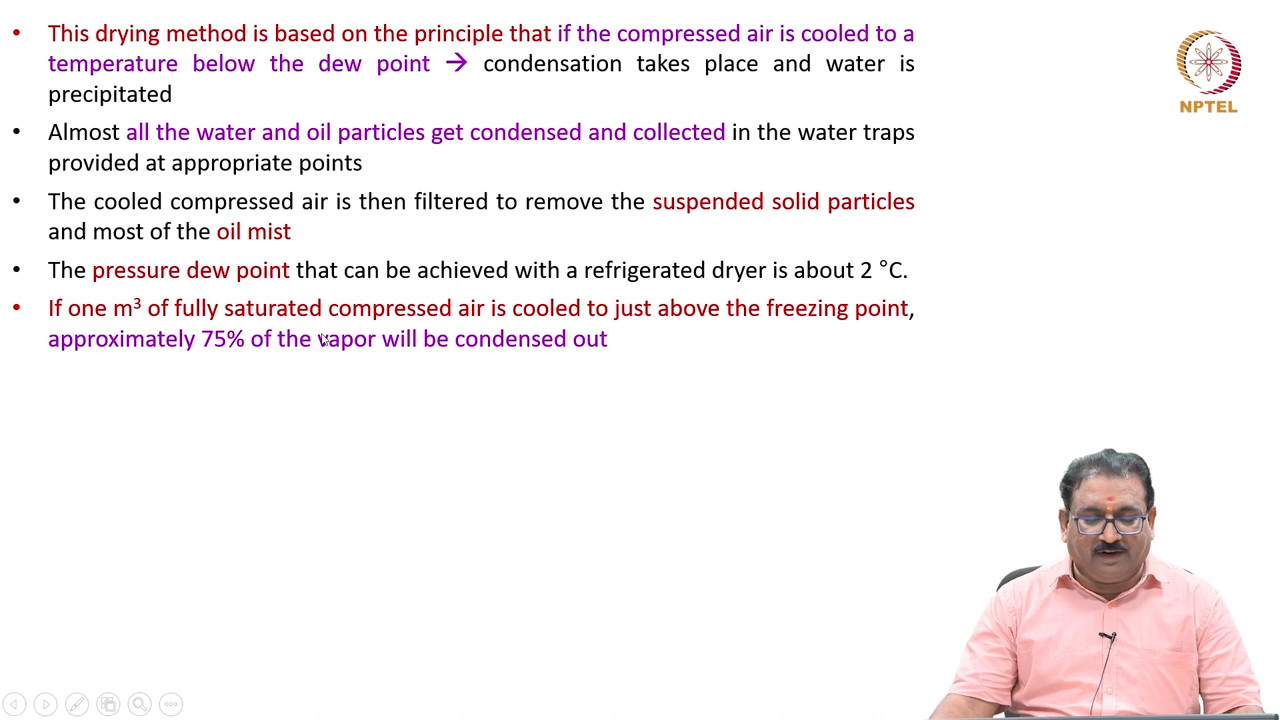 • This drying method is based on the principle that if the compressed air is cooled to a
temperature below the dew point → condensation takes place and water is
precipitated
• Almost all the water and oil particles get condensed and collected in the water traps
provided at appropriate points
• The cooled compressed air is then filtered to remove the suspended solid particles
and most of the oil mist
• The pressure dew point that can be achieved with a refrigerated dryer is about 2 °C.
• If one m³ of fully saturated compressed air is cooled to just above the freezing point,
approximately 75% of the vapor will be condensed out
NPTEL